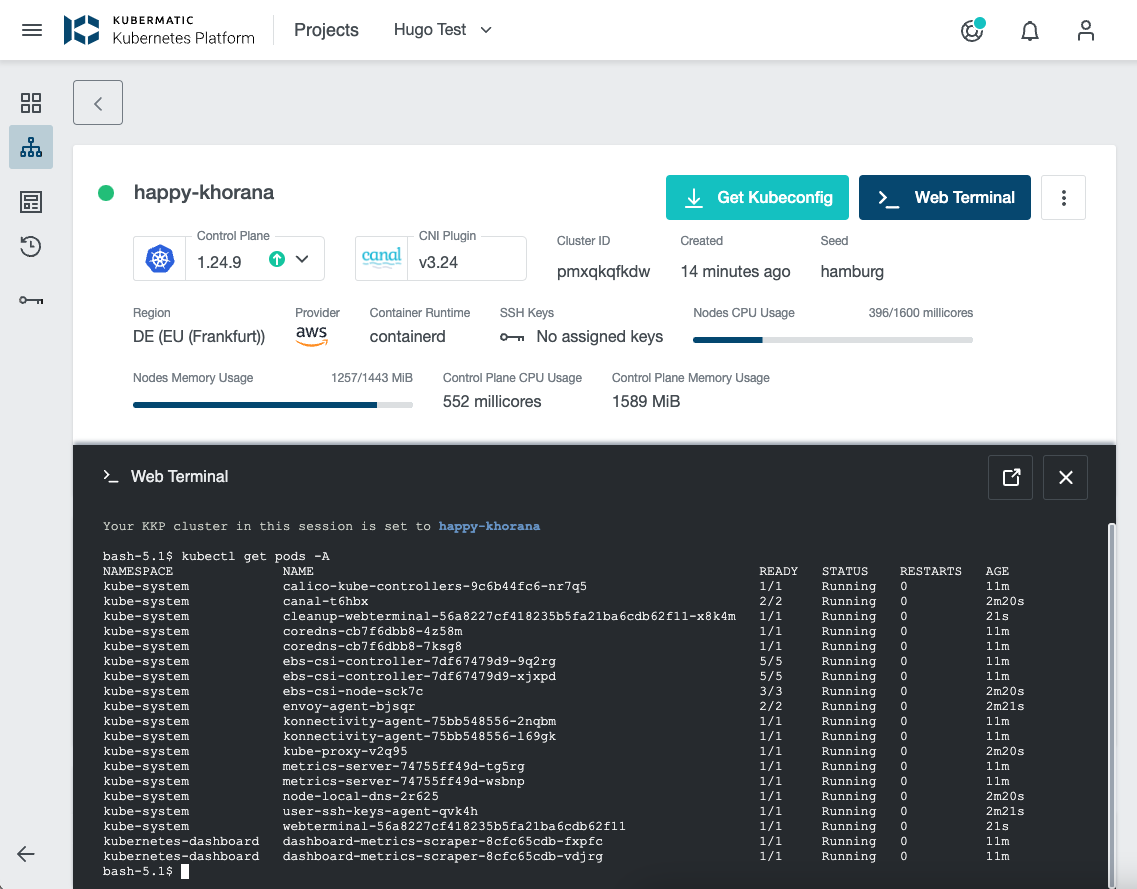 KUBERMATIC
Kubernetes Platform
Projects
Hugo Test
happy-khorana
Get Kubeconfig
Web Terminal
Control Plane
1.24.9
canal
CNI Plugin
v3.24
Cluster ID
pmxqkqfkdw
Created
14 minutes ago
Seed
hamburg
Region
DE (EU (Frankfurt))
Provider
aws
Container Runtime
containerd
SSH Keys
No assigned keys
Nodes CPU Usage 396/1600 millicores
Nodes Memory Usage 1257/1443 MiB
Control Plane CPU Usage
552 millicores
Control Plane Memory Usage
1589 MiB
>_ Web Terminal
Your KKP cluster in this session is set to happy-khorana
bash-5.1$ kubectl get pods -A
NAMESPACE NAME READY STATUS RESTARTS AGE
kube-system calico-kube-controllers-9c6b44fc6-nr7q5 1/1 Running 0 11m
kube-system canal-t6hbx 2/2 Running 0 2m20s
kube-system cleanup-webterminal-56a8227cf418235b5fa21ba6cdb62f11-x8k4m 1/1 Running 0 21s
kube-system coredns-cb7f6dbb8-4z58m 1/1 Running 0 11m
kube-system coredns-cb7f6dbb8-7ksg8 1/1 Running 0 11m
kube-system ebs-csi-controller-7df67479d9-9q2rg 5/5 Running 0 11m
kube-system ebs-csi-controller-7df67479d9-xjxpd 5/5 Running 0 11m
kube-system ebs-csi-node-sck7c 3/3 Running 0 2m20s
kube-system envoy-agent-bjsqr 2/2 Running 0 2m21s
kube-system konnectivity-agent-75bb548556-2nqbm 1/1 Running 0 11m
kube-system konnectivity-agent-75bb548556-l69gk 1/1 Running 0 11m
kube-system kube-proxy-v2q95 1/1 Running 0 2m20s
kube-system metrics-server-74755ff49d-tg5rg 1/1 Running 0 11m
kube-system metrics-server-74755ff49d-wsbnp 1/1 Running 0 11m
kube-system node-local-dns-2r625 1/1 Running 0 2m20s
kube-system user-ssh-keys-agent-qvk4h 1/1 Running 0 2m21s
kube-system webterminal-56a8227cf418235b5fa21ba6cdb62f11 1/1 Running 0 21s
kubernetes-dashboard dashboard-metrics-scraper-8cfc65cdb-fxpfc 1/1 Running 0 11m
kubernetes-dashboard dashboard-metrics-scraper-8cfc65cdb-vdjrg 1/1 Running 0 11m
bash-5.1$